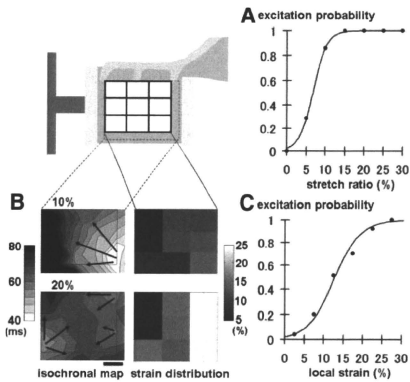 A excitation probability
1
0.8
0.6
0.4
0.2
0
0 5 10 15 20 25 30
stretch ratio (%)
B
10%
80
60
40
(ms)
20%
25
20
15
10
5
(%)
isochronal map strain distribution
C excitation probability
1
0.8
0.6
0.4
0.2
0
0 5 10 15 20 25 30
local strain (%)